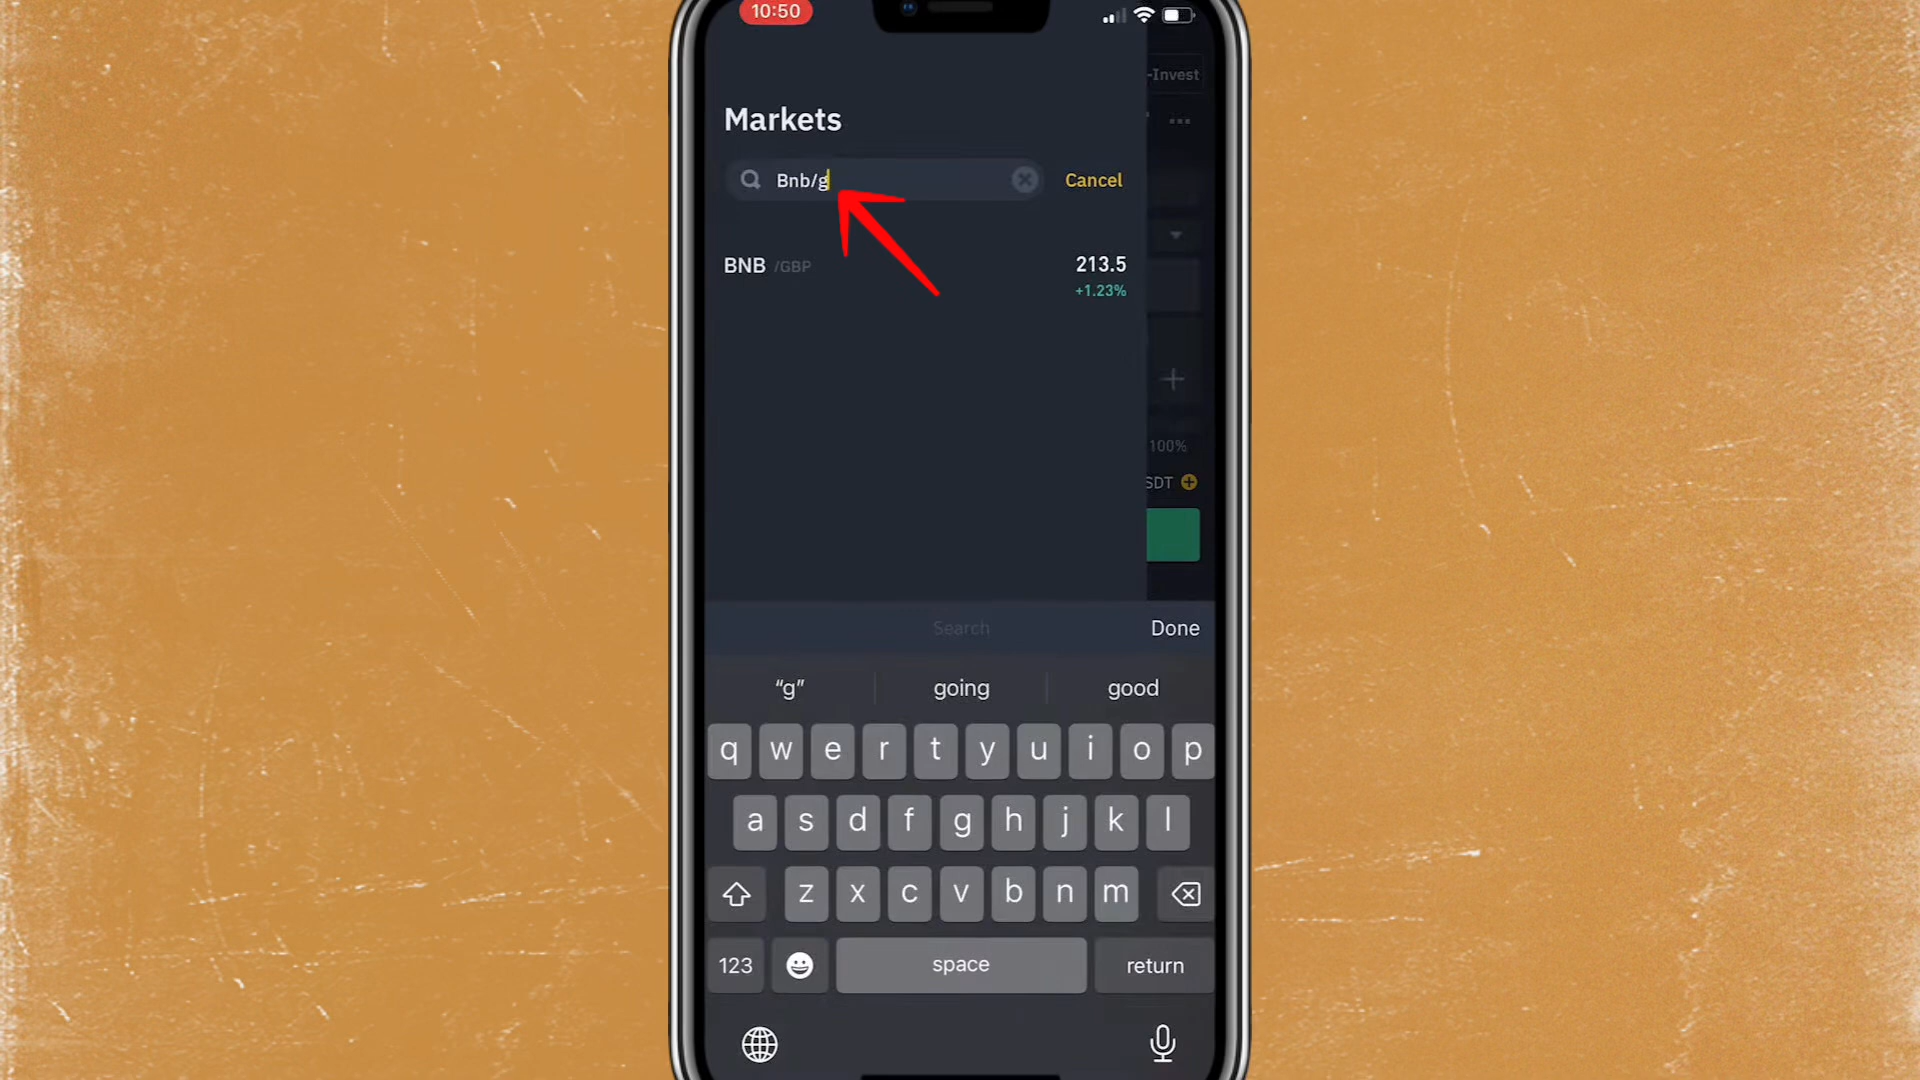 10:50
-Invest
Markets
Bnb/g
Cancel
BNB /GBP
213.5
+1.23%
100%
SDT
Search
Done
“g”
going
good
q w e r t y u i o p
a s d f g h j k l
z x c v b n m
123
space
return